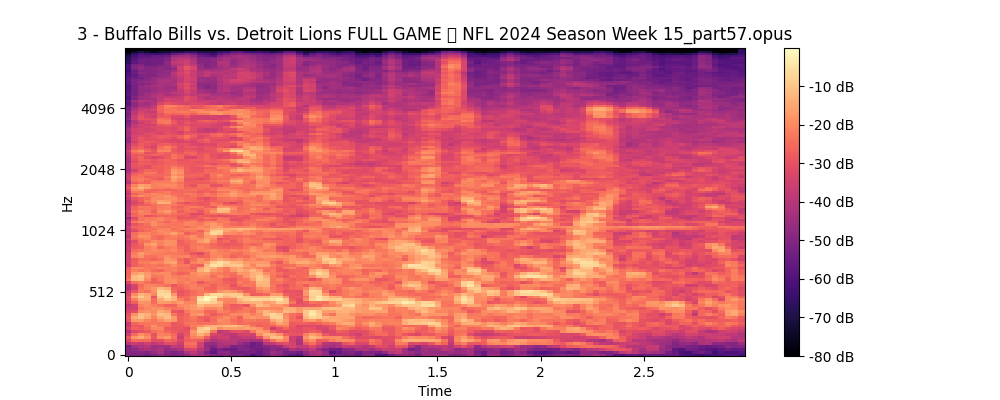 3 - Buffalo Bills vs. Detroit Lions FULL GAME  NFL 2024 Season Week 15_part57.opus
Hz
4096
2048
1024
512
0
0
0.5
1
1.5
2
2.5
Time
-10 dB
-20 dB
-30 dB
-40 dB
-50 dB
-60 dB
-70 dB
-80 dB